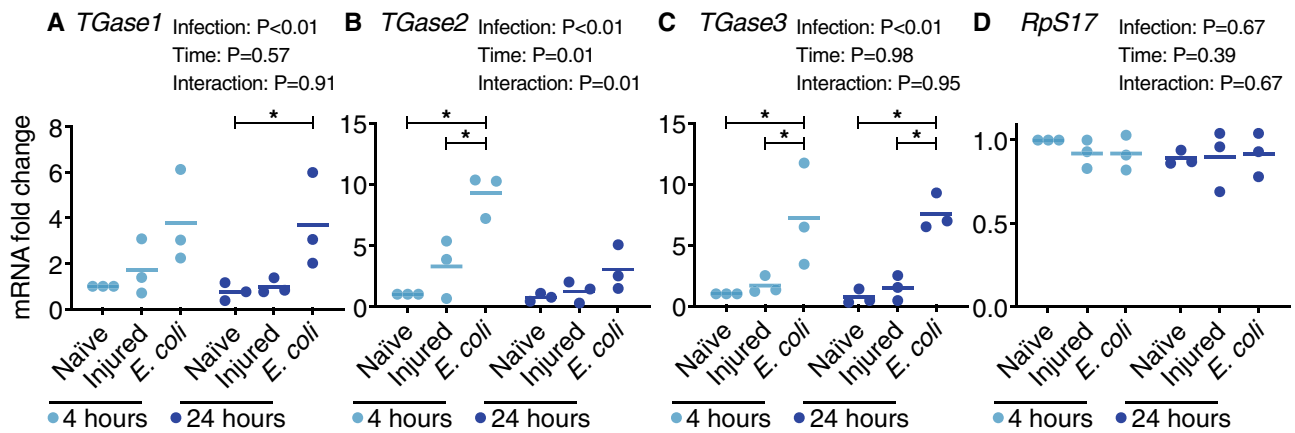 A TGase1 Infection: P<0.01
Time: P=0.57
Interaction: P=0.91
B TGase2 Infection: P<0.01
Time: P=0.01
Interaction: P=0.01
C TGase3 Infection: P<0.01
Time: P=0.98
Interaction: P=0.95
D RpS17 Infection: P=0.67
Time: P=0.39
Interaction: P=0.67
mRNA fold change
8
6
4
2
0
*
Naïve Injured E. coli Naïve Injured E. coli
4 hours 24 hours
15
10
5
0
*
*
Naïve Injured E. coli Naïve Injured E. coli
4 hours 24 hours
15
10
5
0
* *
* *
Naïve Injured E. coli Naïve Injured E. coli
4 hours 24 hours
1.0
0.5
0.0
Naïve Injured E. coli Naïve Injured E. coli
4 hours 24 hours